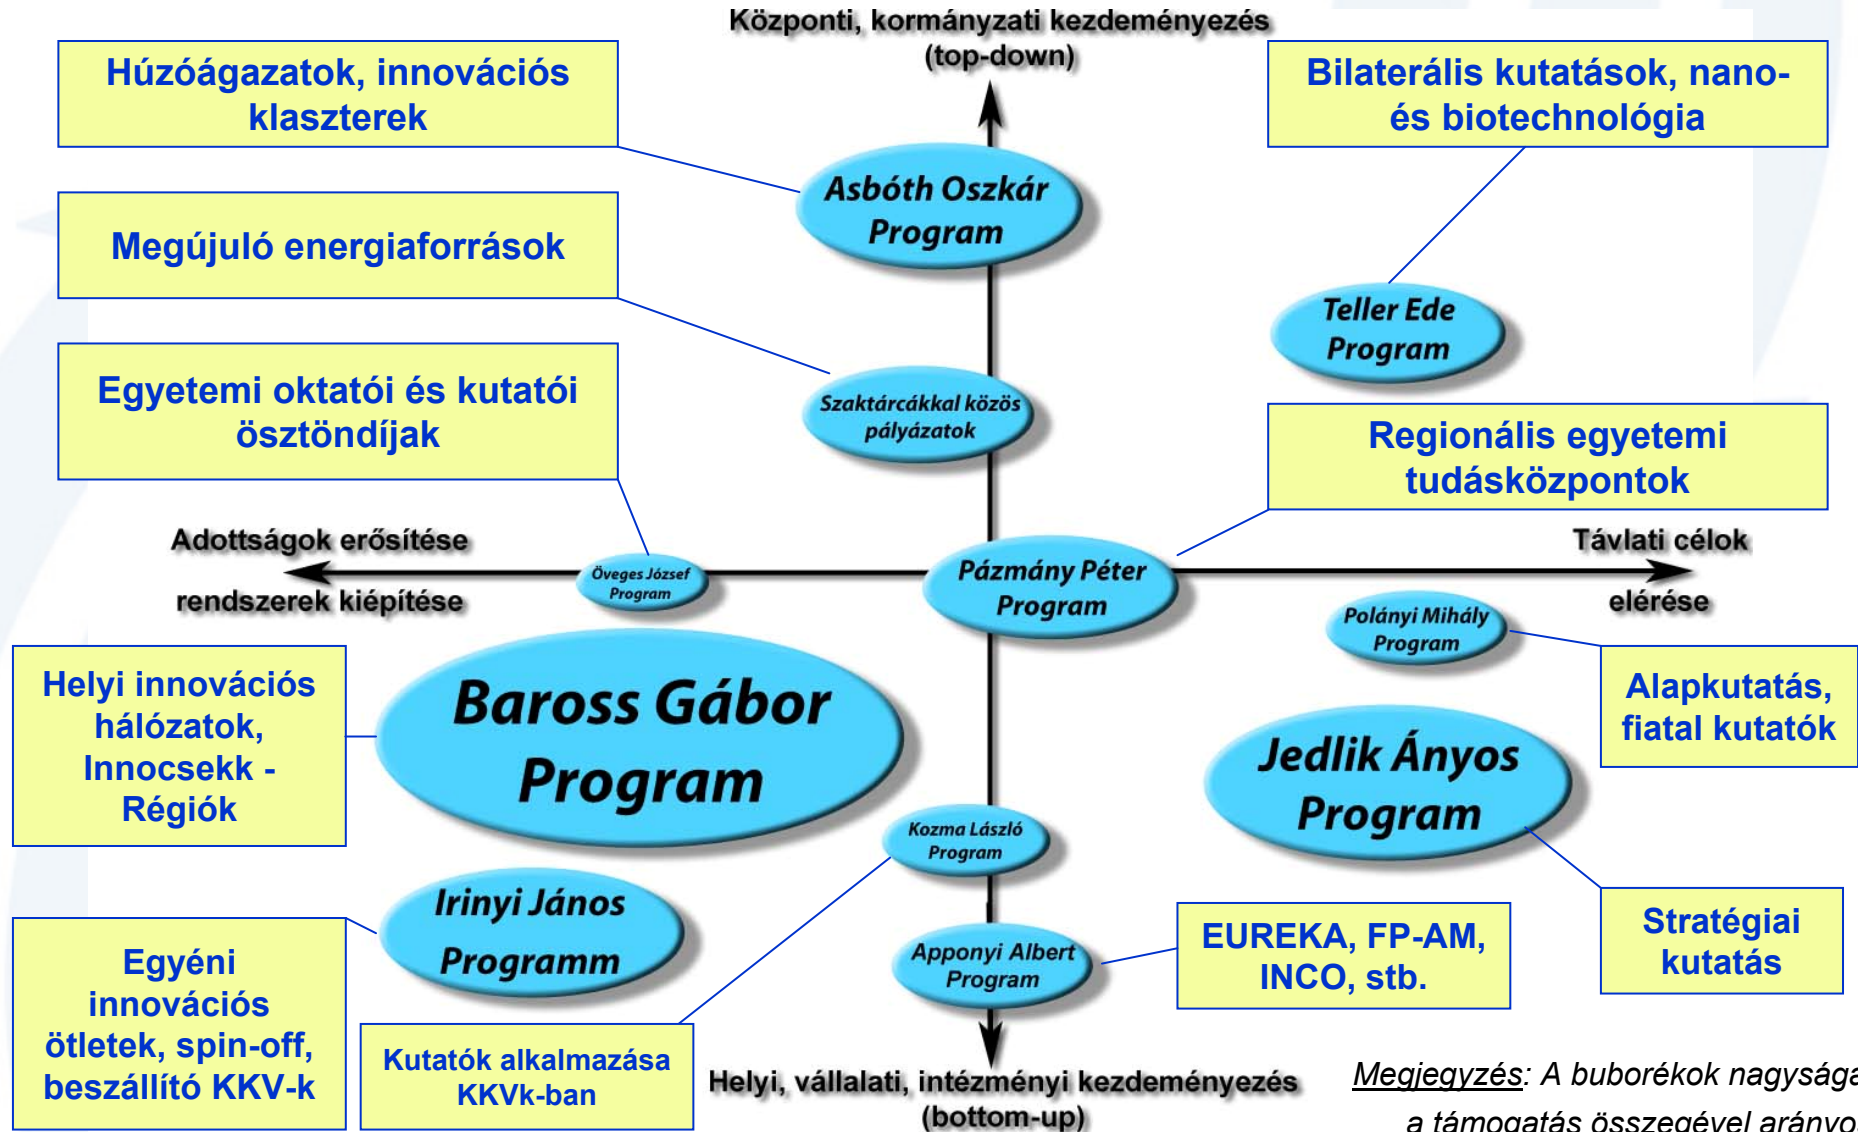 Központi, kormányzati kezdeményezés
(top-down)
Húzóágazatok, innovációs
klaszterek
Bilaterális kutatások, nano-
és biotechnológia
Asbóth Oszkár
Program
Megújuló energiaforrások
Teller Ede
Program
Egyetemi oktatói és kutatói
ösztöndíjak
Szaktárcákkal közös
pályázatok
Regionális egyetemi
tudásközpontok
Adottságok erősítése
rendszerek kiépítése
Öveges József
Program
Pázmány Péter
Program
Távlati célok
elérése
Polányi Mihály
Program
Helyi innovációs
hálózatok,
Innocsekk -
Régiók
Baross Gábor
Program
Alapkutatás,
fiatal kutatók
Jedlik Ányos
Program
Kozma László
Program
Irinyi János
Programm
Egyéni
innovációs
ötletek, spin-off,
beszállító KKV-k
Apponyi Albert
Program
EUREKA, FP-AM,
INCO, stb.
Stratégiai
kutatás
Kutatók alkalmazása
KKVk-ban
Helyi, vállalati, intézményi kezdeményezés
(bottom-up)
Megjegyzés: A buborékok nagysága
a támogatás összegével